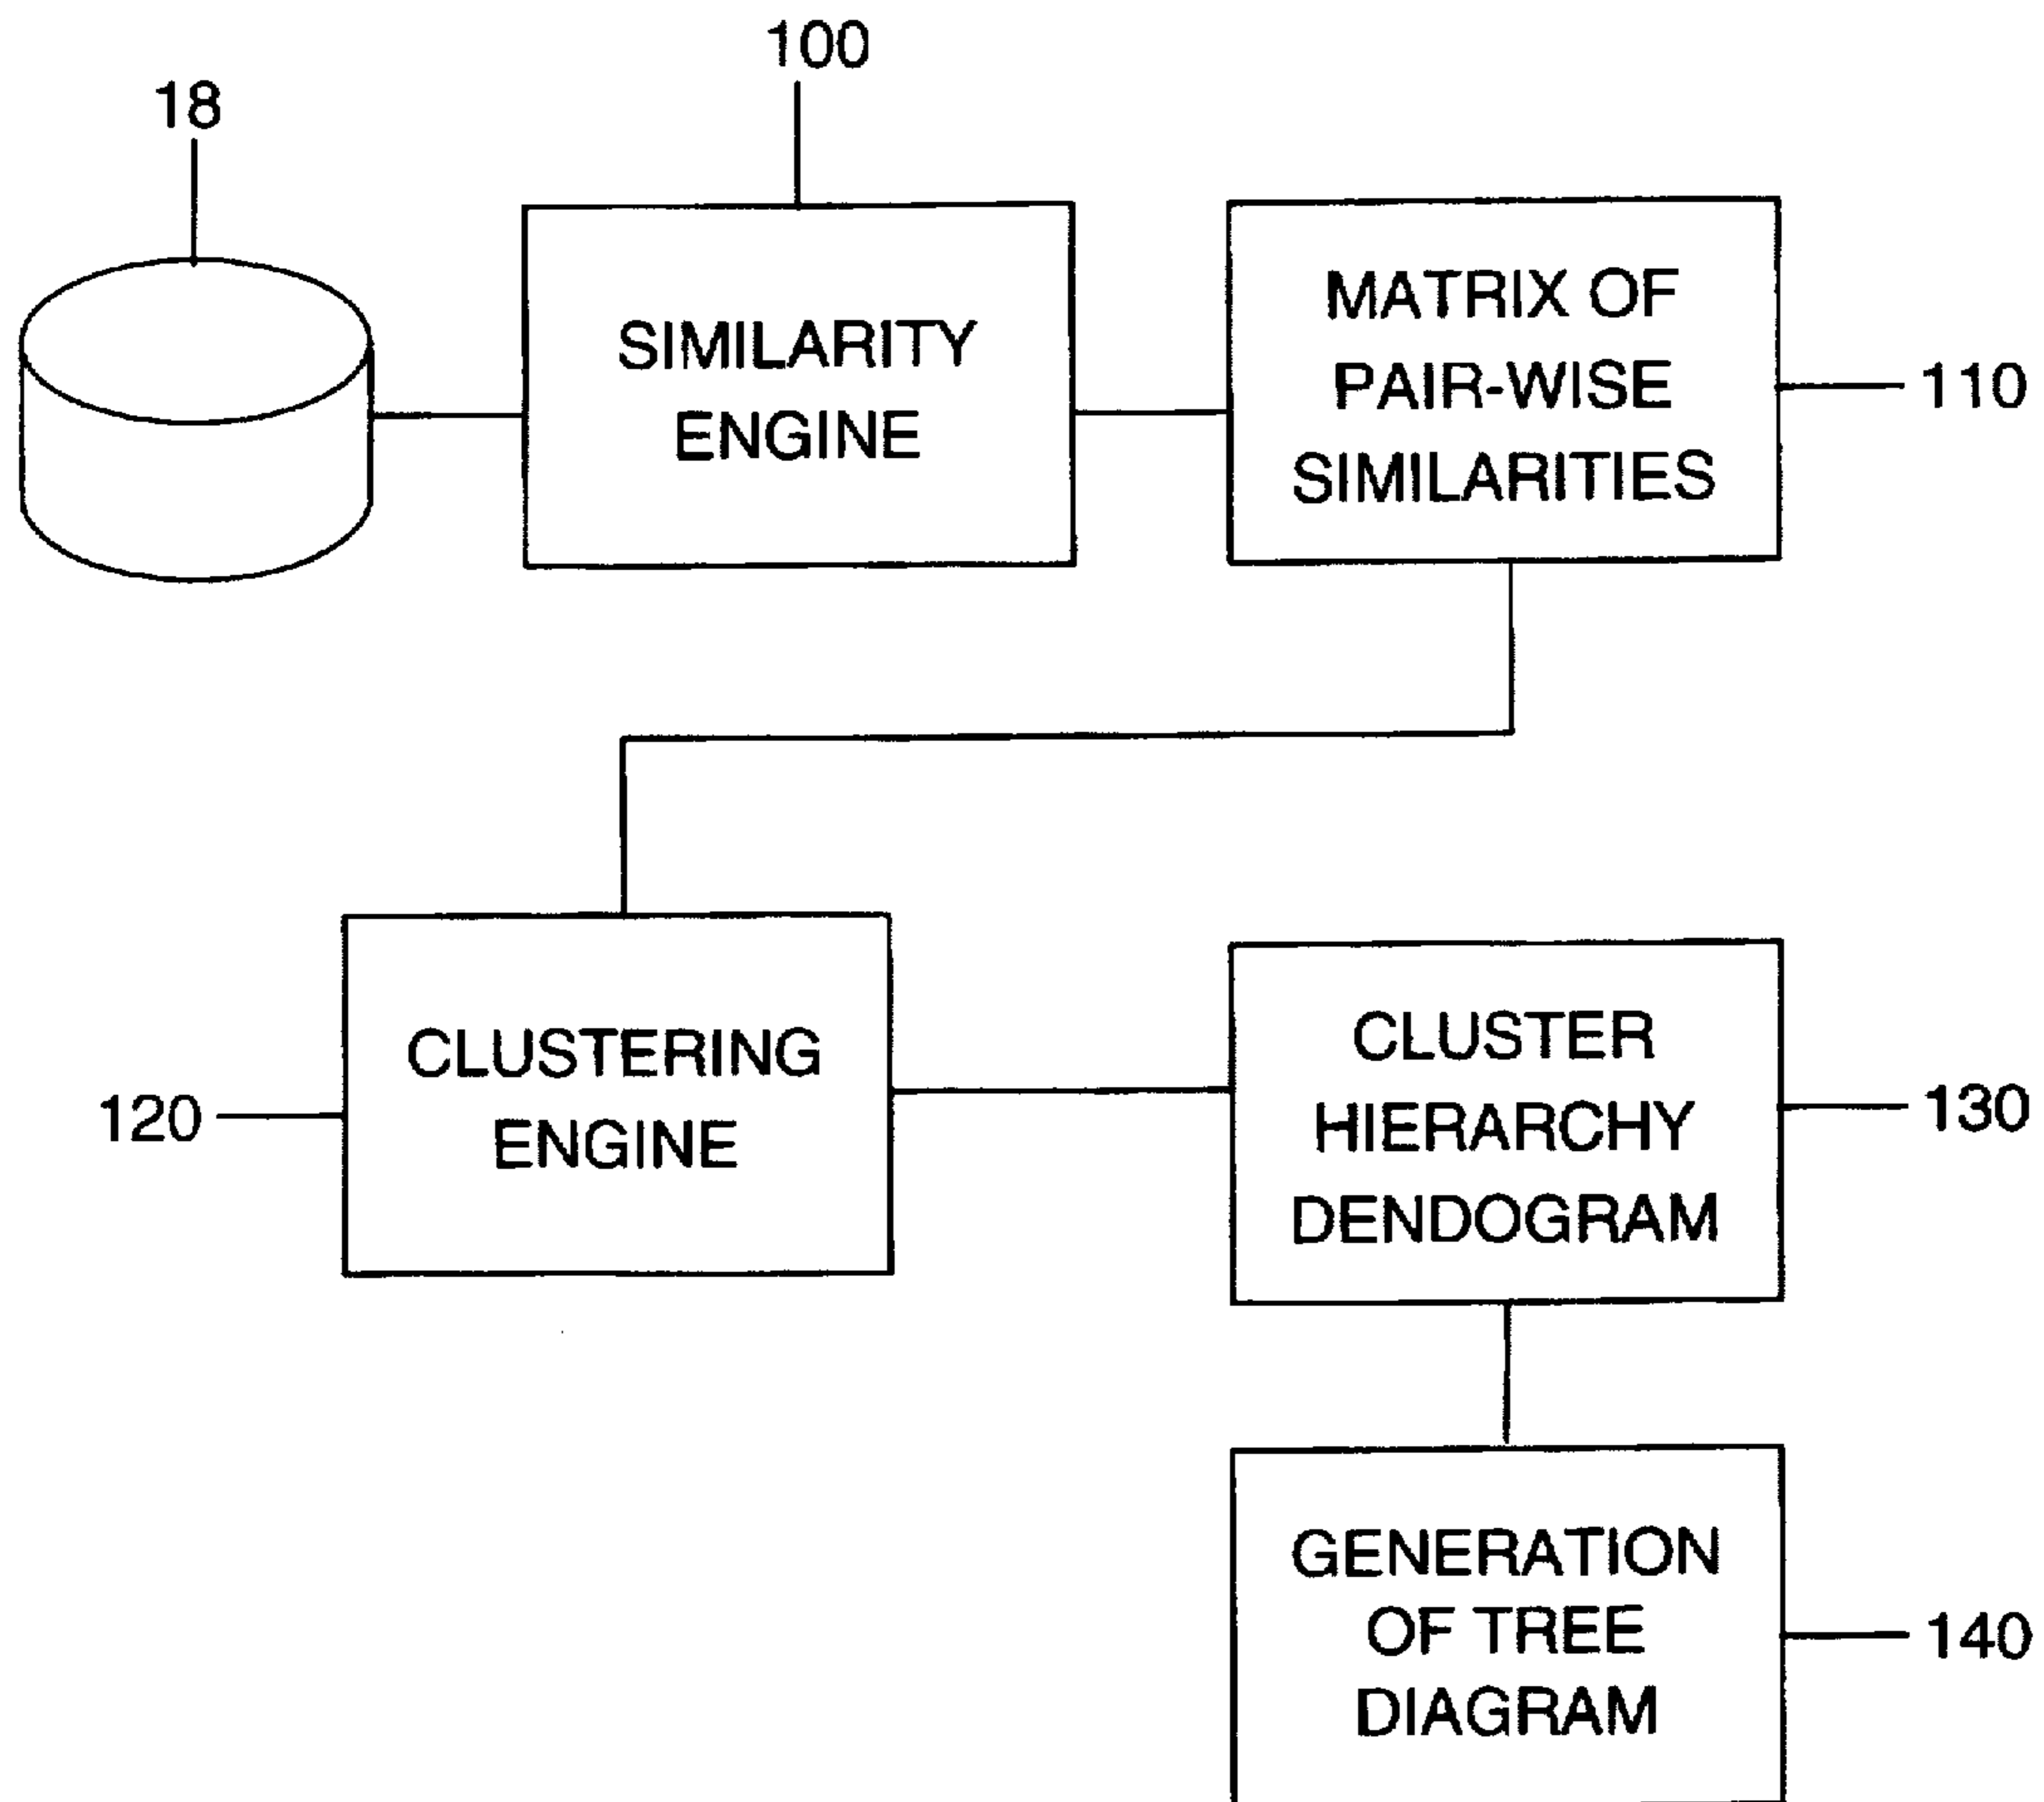 100
18
SIMILARITY
ENGINE
MATRIX OF
PAIR-WISE
SIMILARITIES
110
CLUSTERING
ENGINE
120
CLUSTER
HIERARCHY
DENDOGRAM
130
GENERATION
OF TREE
DIAGRAM
140